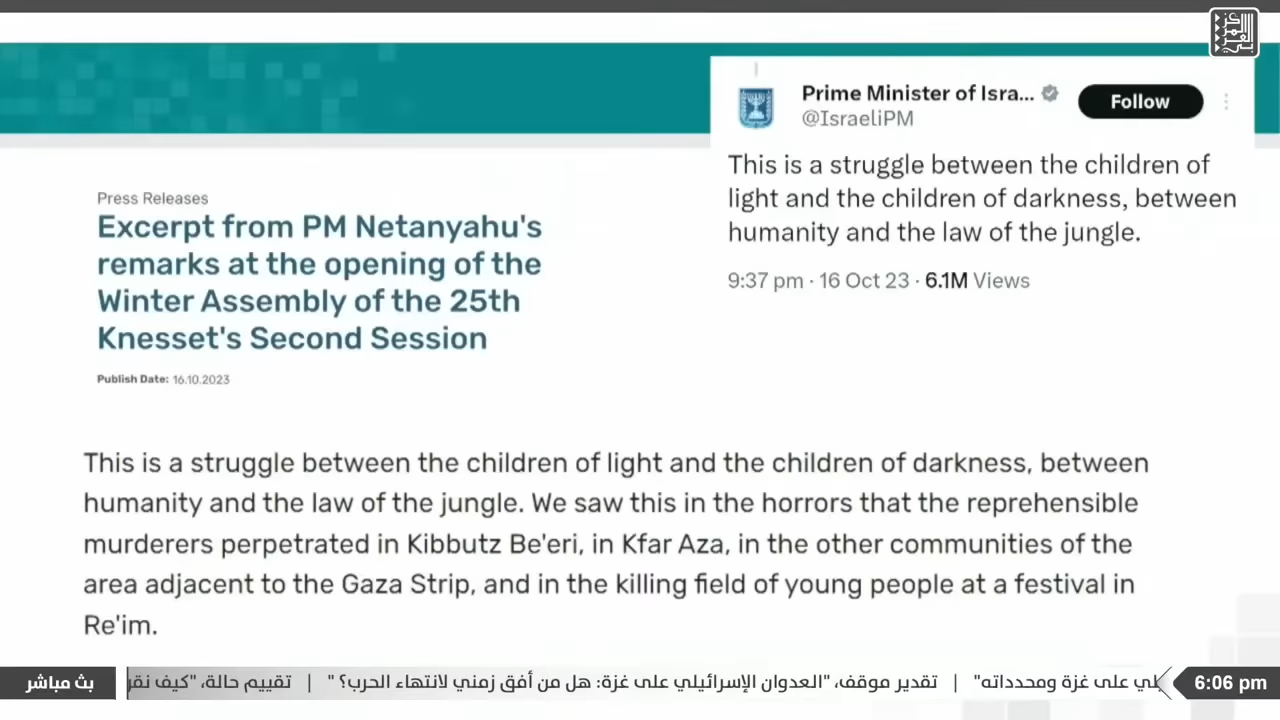 المركز
العربي
Prime Minister of Isra...
Follow
@IsraeliPM
This is a struggle between the children of
light and the children of darkness, between
humanity and the law of the jungle.
9:37 pm · 16 Oct 23 · 6.1M Views
Press Releases
Excerpt from PM Netanyahu's
remarks at the opening of the
Winter Assembly of the 25th
Knesset's Second Session
Publish Date: 16.10.2023
This is a struggle between the children of light and the children of darkness, between
humanity and the law of the jungle. We saw this in the horrors that the reprehensible
murderers perpetrated in Kibbutz Be'eri, in Kfar Aza, in the other communities of the
area adjacent to the Gaza Strip, and in the killing field of young people at a festival in
Re'im.
6:06 pm
على غزة ومحدداته" | تقدير موقف، "العدوان الإسرائيلي على غزة: هل من أفق زمني لانتهاء الحرب؟ " | تقييم حالة، "كيف
بث مباشر